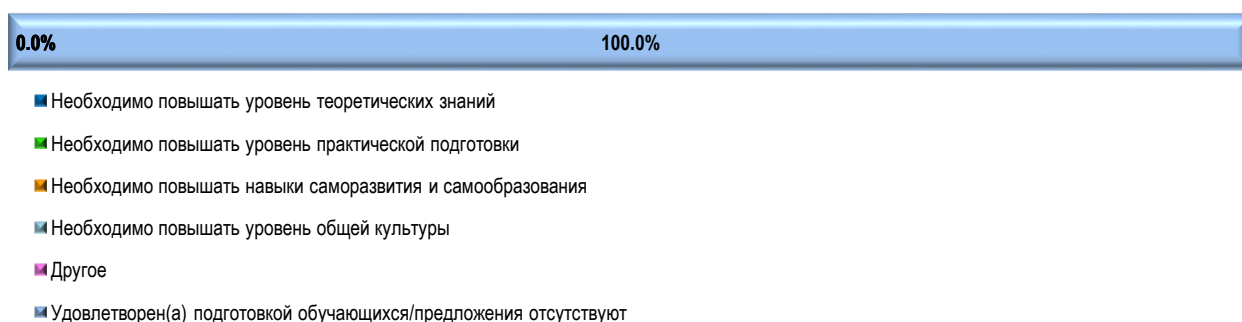 0.0% 100.0%
Необходимо повышать уровень теоретических знаний
Необходимо повышать уровень практической подготовки
Необходимо повышать навыки саморазвития и самообразования
Необходимо повышать уровень общей культуры
Другое
Удовлетворен(а) подготовкой обучающихся/предложения отсутствуют